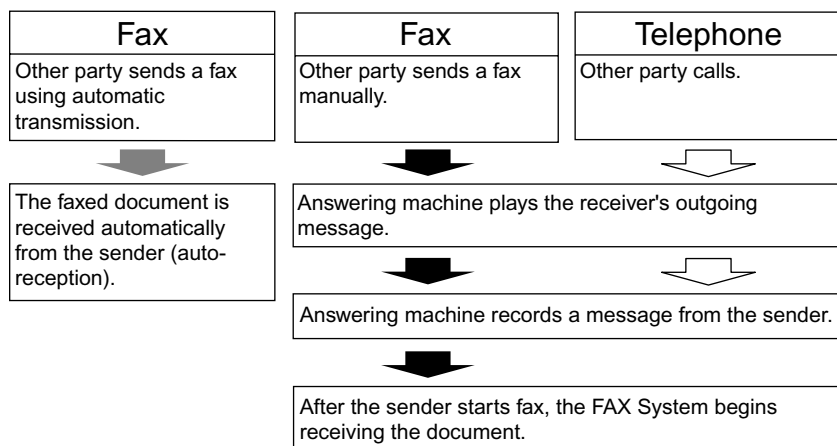 Fax
Other party sends a fax
using automatic
transmission.
The faxed document is
received automatically
from the sender (auto-
reception).
Fax
Other party sends a fax
manually.
Telephone
Other party calls.
Answering machine plays the receiver's outgoing
message.
Answering machine records a message from the sender.
After the sender starts fax, the FAX System begins
receiving the document.